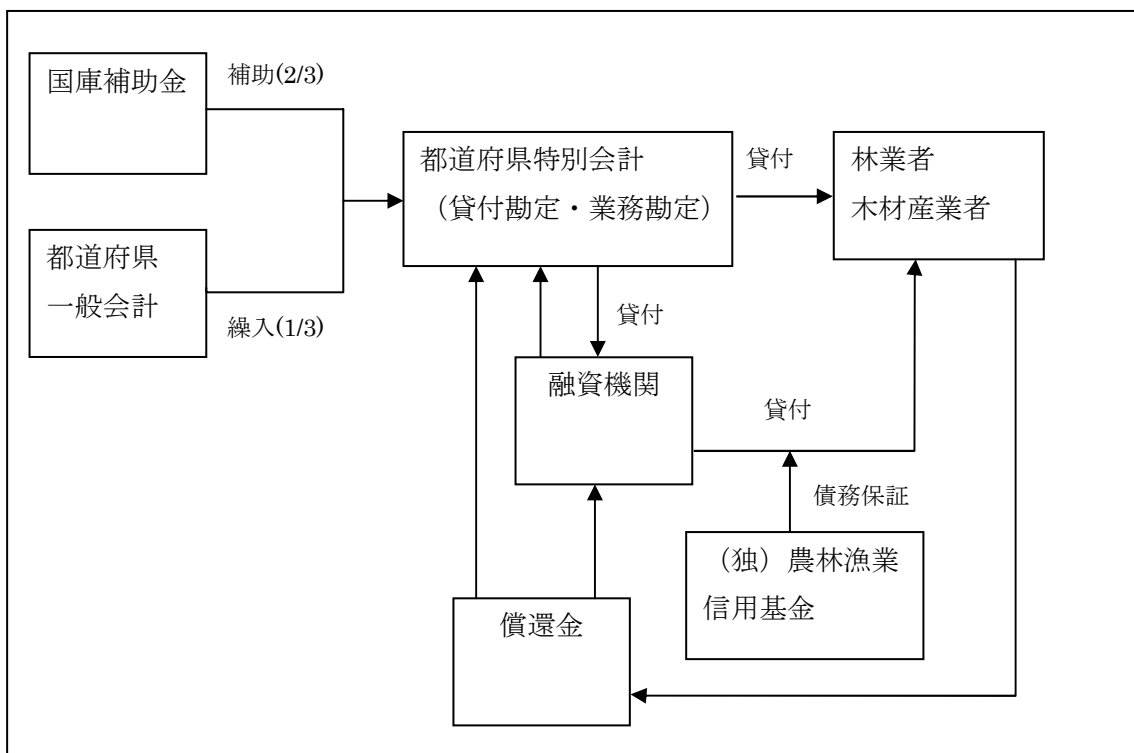 国庫補助金
補助(2/3)
都道府県
一般会計
繰入(1/3)
都道府県特別会計
（貸付勘定・業務勘定）
貸付
林業者
木材産業者
貸付
融資機関
貸付
債務保証
（独）農林漁業
信用基金
償還金